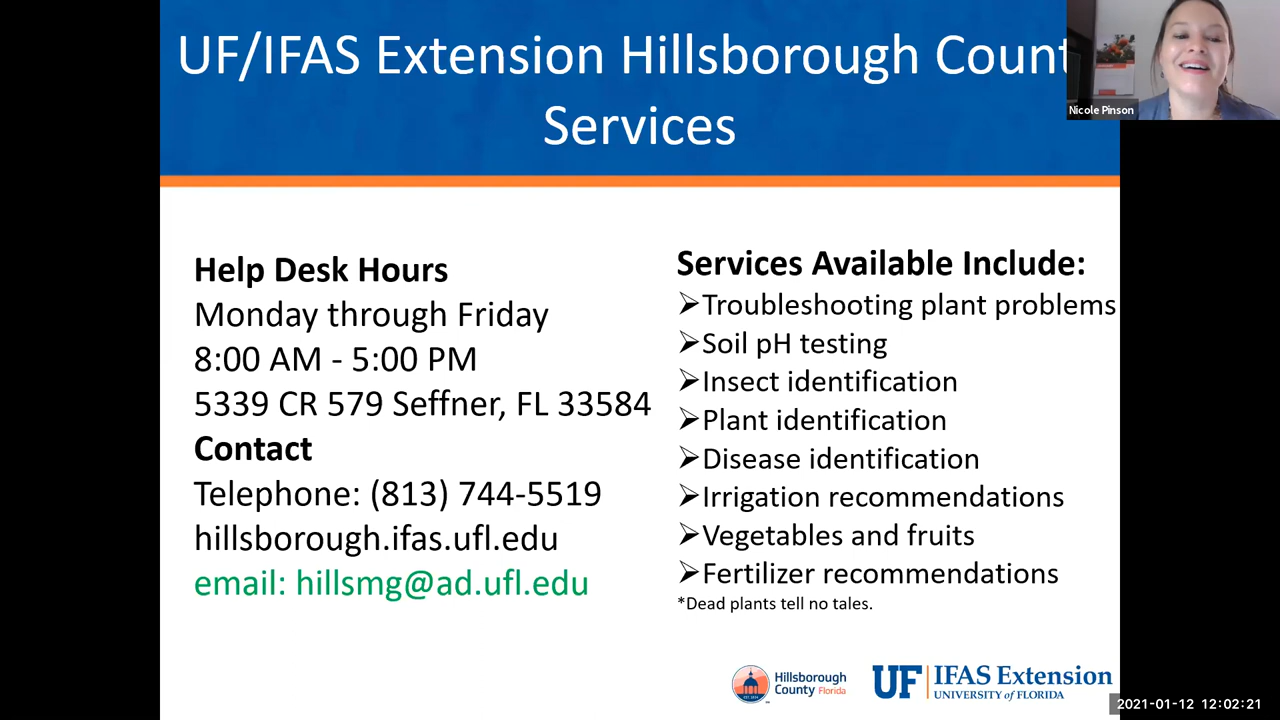 UF/IFAS Extension Hillsborough Count
Services
Nicole Pinson
Help Desk Hours
Monday through Friday
8:00 AM - 5:00 PM
5339 CR 579 Seffner, FL 33584
Contact
Telephone: (813) 744-5519
hillsborough.ifas.ufl.edu
email: hillsmg@ad.ufl.edu
Services Available Include:
➢Troubleshooting plant problems
➢Soil pH testing
➢Insect identification
➢Plant identification
➢Disease identification
➢Irrigation recommendations
➢Vegetables and fruits
➢Fertilizer recommendations
*Dead plants tell no tales.
Hillsborough
County Florida
UF IFAS Extension
UNIVERSITY of FLORIDA
2021-01-12 12:02:21